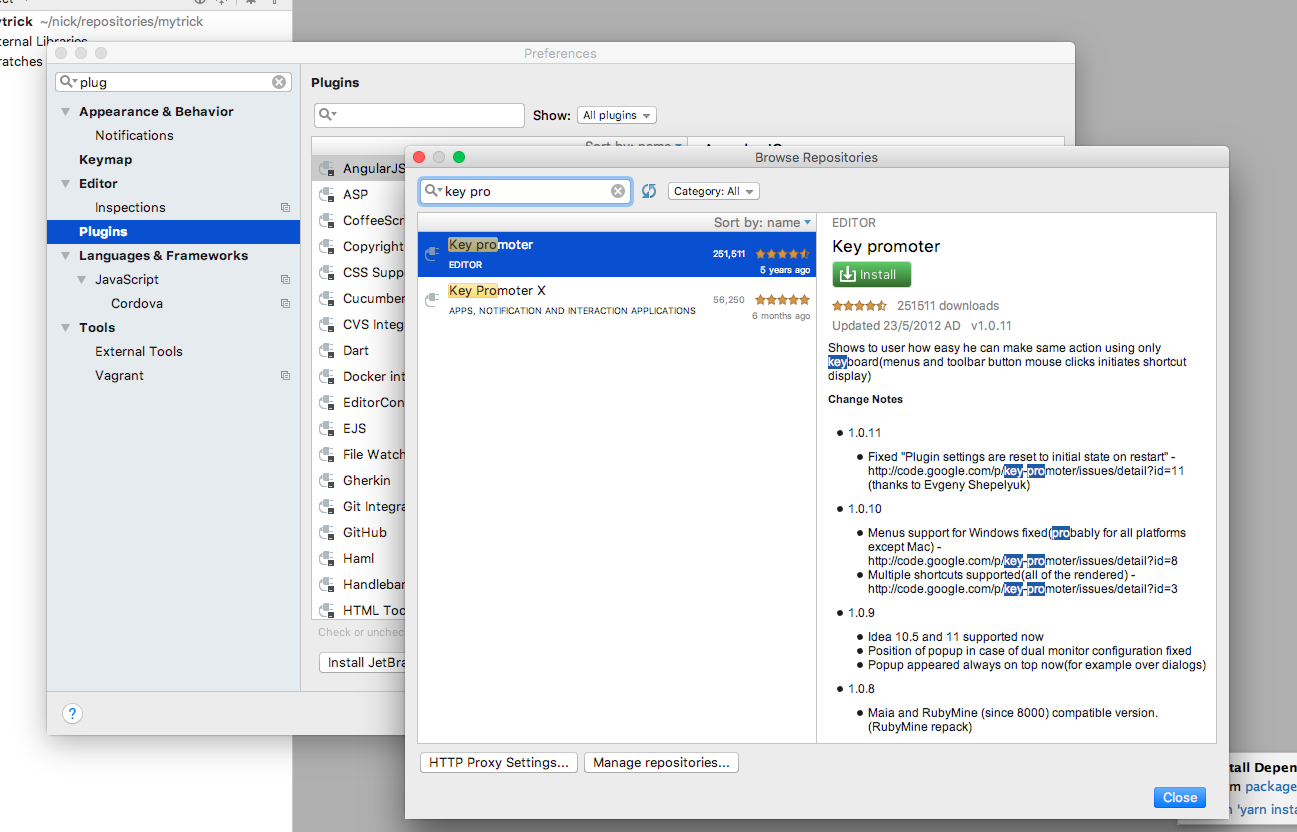 ytrick ~/nick/repositories/mytrick
ternal Libraries
ratches
Preferences
plug
Appearance & Behavior
Notifications
Keymap
Editor
Inspections
Plugins
Languages & Frameworks
JavaScript
Cordova
Tools
External Tools
Vagrant
?
Plugins
Show: All plugins
Sort by: name
AngularJS
ASP
CoffeeScr
Copyright
CSS Supp
Cucumber
CVS Integ
Dart
Docker int
EditorCon
EJS
File Watch
Gherkin
Git Integra
GitHub
Haml
Handlebar
HTML Too
Check or unchec
Install JetBra
Browse Repositories
key pro
Category: All
Sort by: name
Key promoter
251,511
EDITOR
5 years ago
Key Promoter X
56,250
APPS, NOTIFICATION AND INTERACTION APPLICATIONS
6 months ago
EDITOR
Key promoter
Install
251511 downloads
Updated 23/5/2012 AD v1.0.11
Shows to user how easy he can make same action using only
keyboard(menus and toolbar button mouse clicks initiates shortcut
display)
Change Notes
1.0.11
Fixed "Plugin settings are reset to initial state on restart" -
http://code.google.com/p/key-promoter/issues/detail?id=11
(thanks to Evgeny Shepelyuk)
1.0.10
Menus support for Windows fixed(probably for all platforms
except Mac) -
http://code.google.com/p/key-promoter/issues/detail?id=8
Multiple shortcuts supported(all of the rendered) -
http://code.google.com/p/key-promoter/issues/detail?id=3
1.0.9
Idea 10.5 and 11 supported now
Position of popup in case of dual monitor configuration fixed
Popup appeared always on top now(for example over dialogs)
1.0.8
Maia and RubyMine (since 8000) compatible version.
(RubyMine repack)
HTTP Proxy Settings...
Manage repositories...
Close
tall Depen
m package
'yarn insta